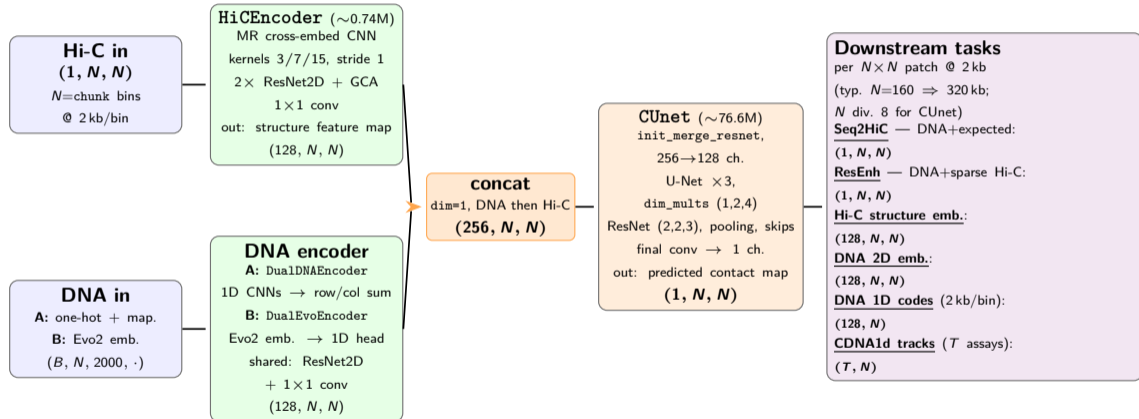 Hi-C in
(1, N, N)
N=chunk bins
@ 2 kb/bin
HiCEncoder (~0.74M)
MR cross-embed CNN
kernels 3/7/15, stride 1
2× ResNet2D + GCA
1×1 conv
out: structure feature map
(128, N, N)
DNA in
A: one-hot + map.
B: Evo2 emb.
(B, N, 2000, ·)
DNA encoder
A: DualDNAEncoder
1D CNNs → row/col sum
B: DualEvoEncoder
Evo2 emb. → 1D head
shared: ResNet2D
+ 1×1 conv
(128, N, N)
concat
dim=1, DNA then Hi-C
(256, N, N)
CUnet (~76.6M)
init_merge_resnet,
256→128 ch.
U-Net ×3,
dim_mults (1,2,4)
ResNet (2,2,3), pooling, skips
final conv → 1 ch.
out: predicted contact map
(1, N, N)
Downstream tasks
per N×N patch @ 2 kb
(typ. N=160 ⇒ 320 kb;
N div. 8 for CUnet)
Seq2HiC — DNA+expected:
(1, N, N)
ResEnh — DNA+sparse Hi-C:
(1, N, N)
Hi-C structure emb.:
(128, N, N)
DNA 2D emb.:
(128, N, N)
DNA 1D codes (2 kb/bin):
(128, N)
CDNA1d tracks (T assays):
(T, N)